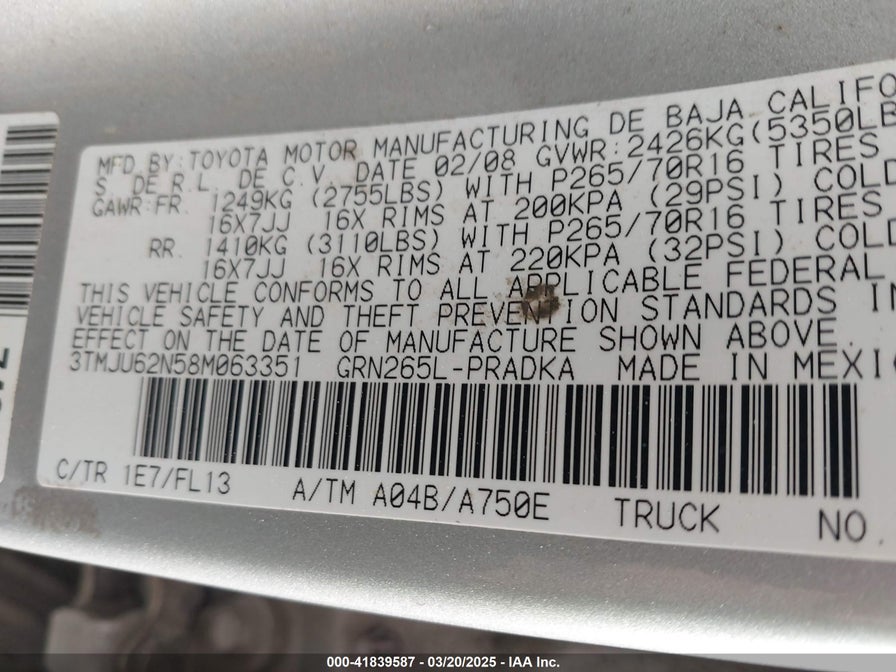 MFD BY:TOYOTA MOTOR MANUFACTURING DE BAJA CALIFO
S. DE R.L. DE C.V. DATE 02/08 GVWR:2426KG(5350LB
GAWR:FR. 1249KG (2755LBS) WITH P265/70R16 TIRES
16X7JJ 16X RIMS AT 200KPA (29PSI) COLD
RR. 1410KG (3110LBS) WITH P265/70R16 TIRES
16X7JJ 16X RIMS AT 220KPA (32PSI) COLD
THIS VEHICLE CONFORMS TO ALL APPLICABLE FEDERAL
VEHICLE SAFETY AND THEFT PREVENTION STANDARDS IN
EFFECT ON THE DATE OF MANUFACTURE SHOWN ABOVE.
3TMJU62N58M063351 GRN265L-PRADKA MADE IN MEXIC
C/TR 1E7/FL13 A/TM A04B/A750E TRUCK NO.
000-41839587 - 03/20/2025 - IAA Inc.